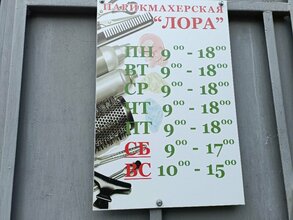 ПАРИКМАХЕРСКАЯ
“ЛОРА”
ПН 9⁰⁰ - 18⁰⁰
ВТ 9⁰⁰ - 18⁰⁰
СР 9⁰⁰ - 18⁰⁰
ЧТ 9⁰⁰ - 18⁰⁰
ПТ 9⁰⁰ - 18⁰⁰
СБ 9⁰⁰ - 17⁰⁰
ВС 10⁰⁰ - 15⁰⁰